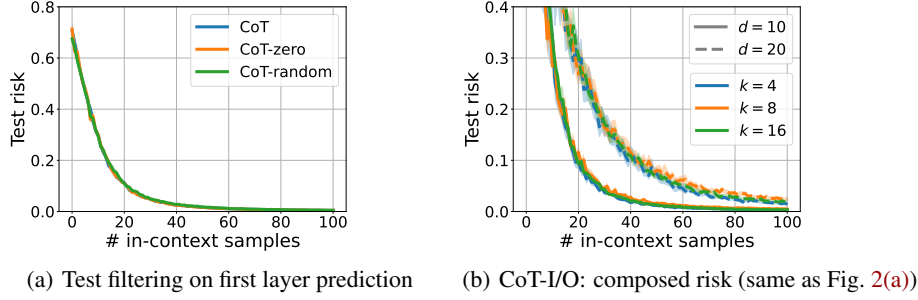 0.8
0.6
0.4
0.2
0.0
Test risk
CoT
CoT-zero
CoT-random
0 20 40 60 80 100
# in-context samples
(a) Test filtering on first layer prediction
0.4
0.3
0.2
0.1
0.0
Test risk
d = 10
d = 20
k = 4
k = 8
k = 16
0 20 40 60 80 100
# in-context samples
(b) CoT-I/O: composed risk (same as Fig. 2(a))